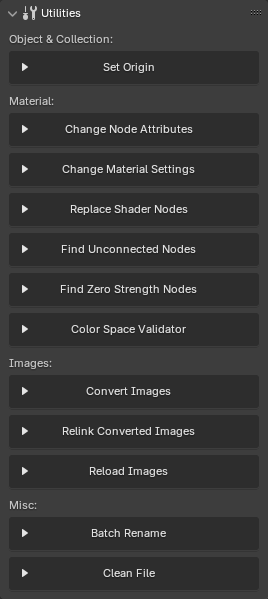 Utilities
Object & Collection:
Set Origin
Material:
Change Node Attributes
Change Material Settings
Replace Shader Nodes
Find Unconnected Nodes
Find Zero Strength Nodes
Color Space Validator
Images:
Convert Images
Relink Converted Images
Reload Images
Misc:
Batch Rename
Clean File